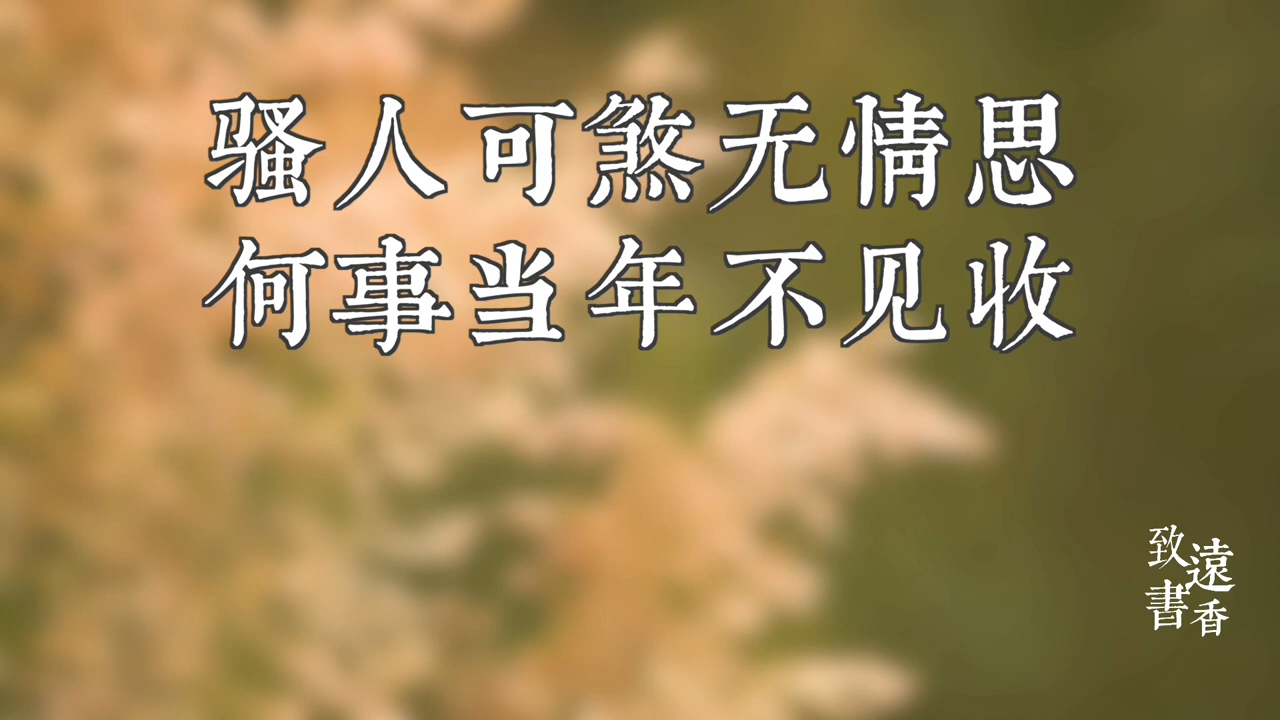 骚人可煞无情思
何事当年不见收
致遠書香